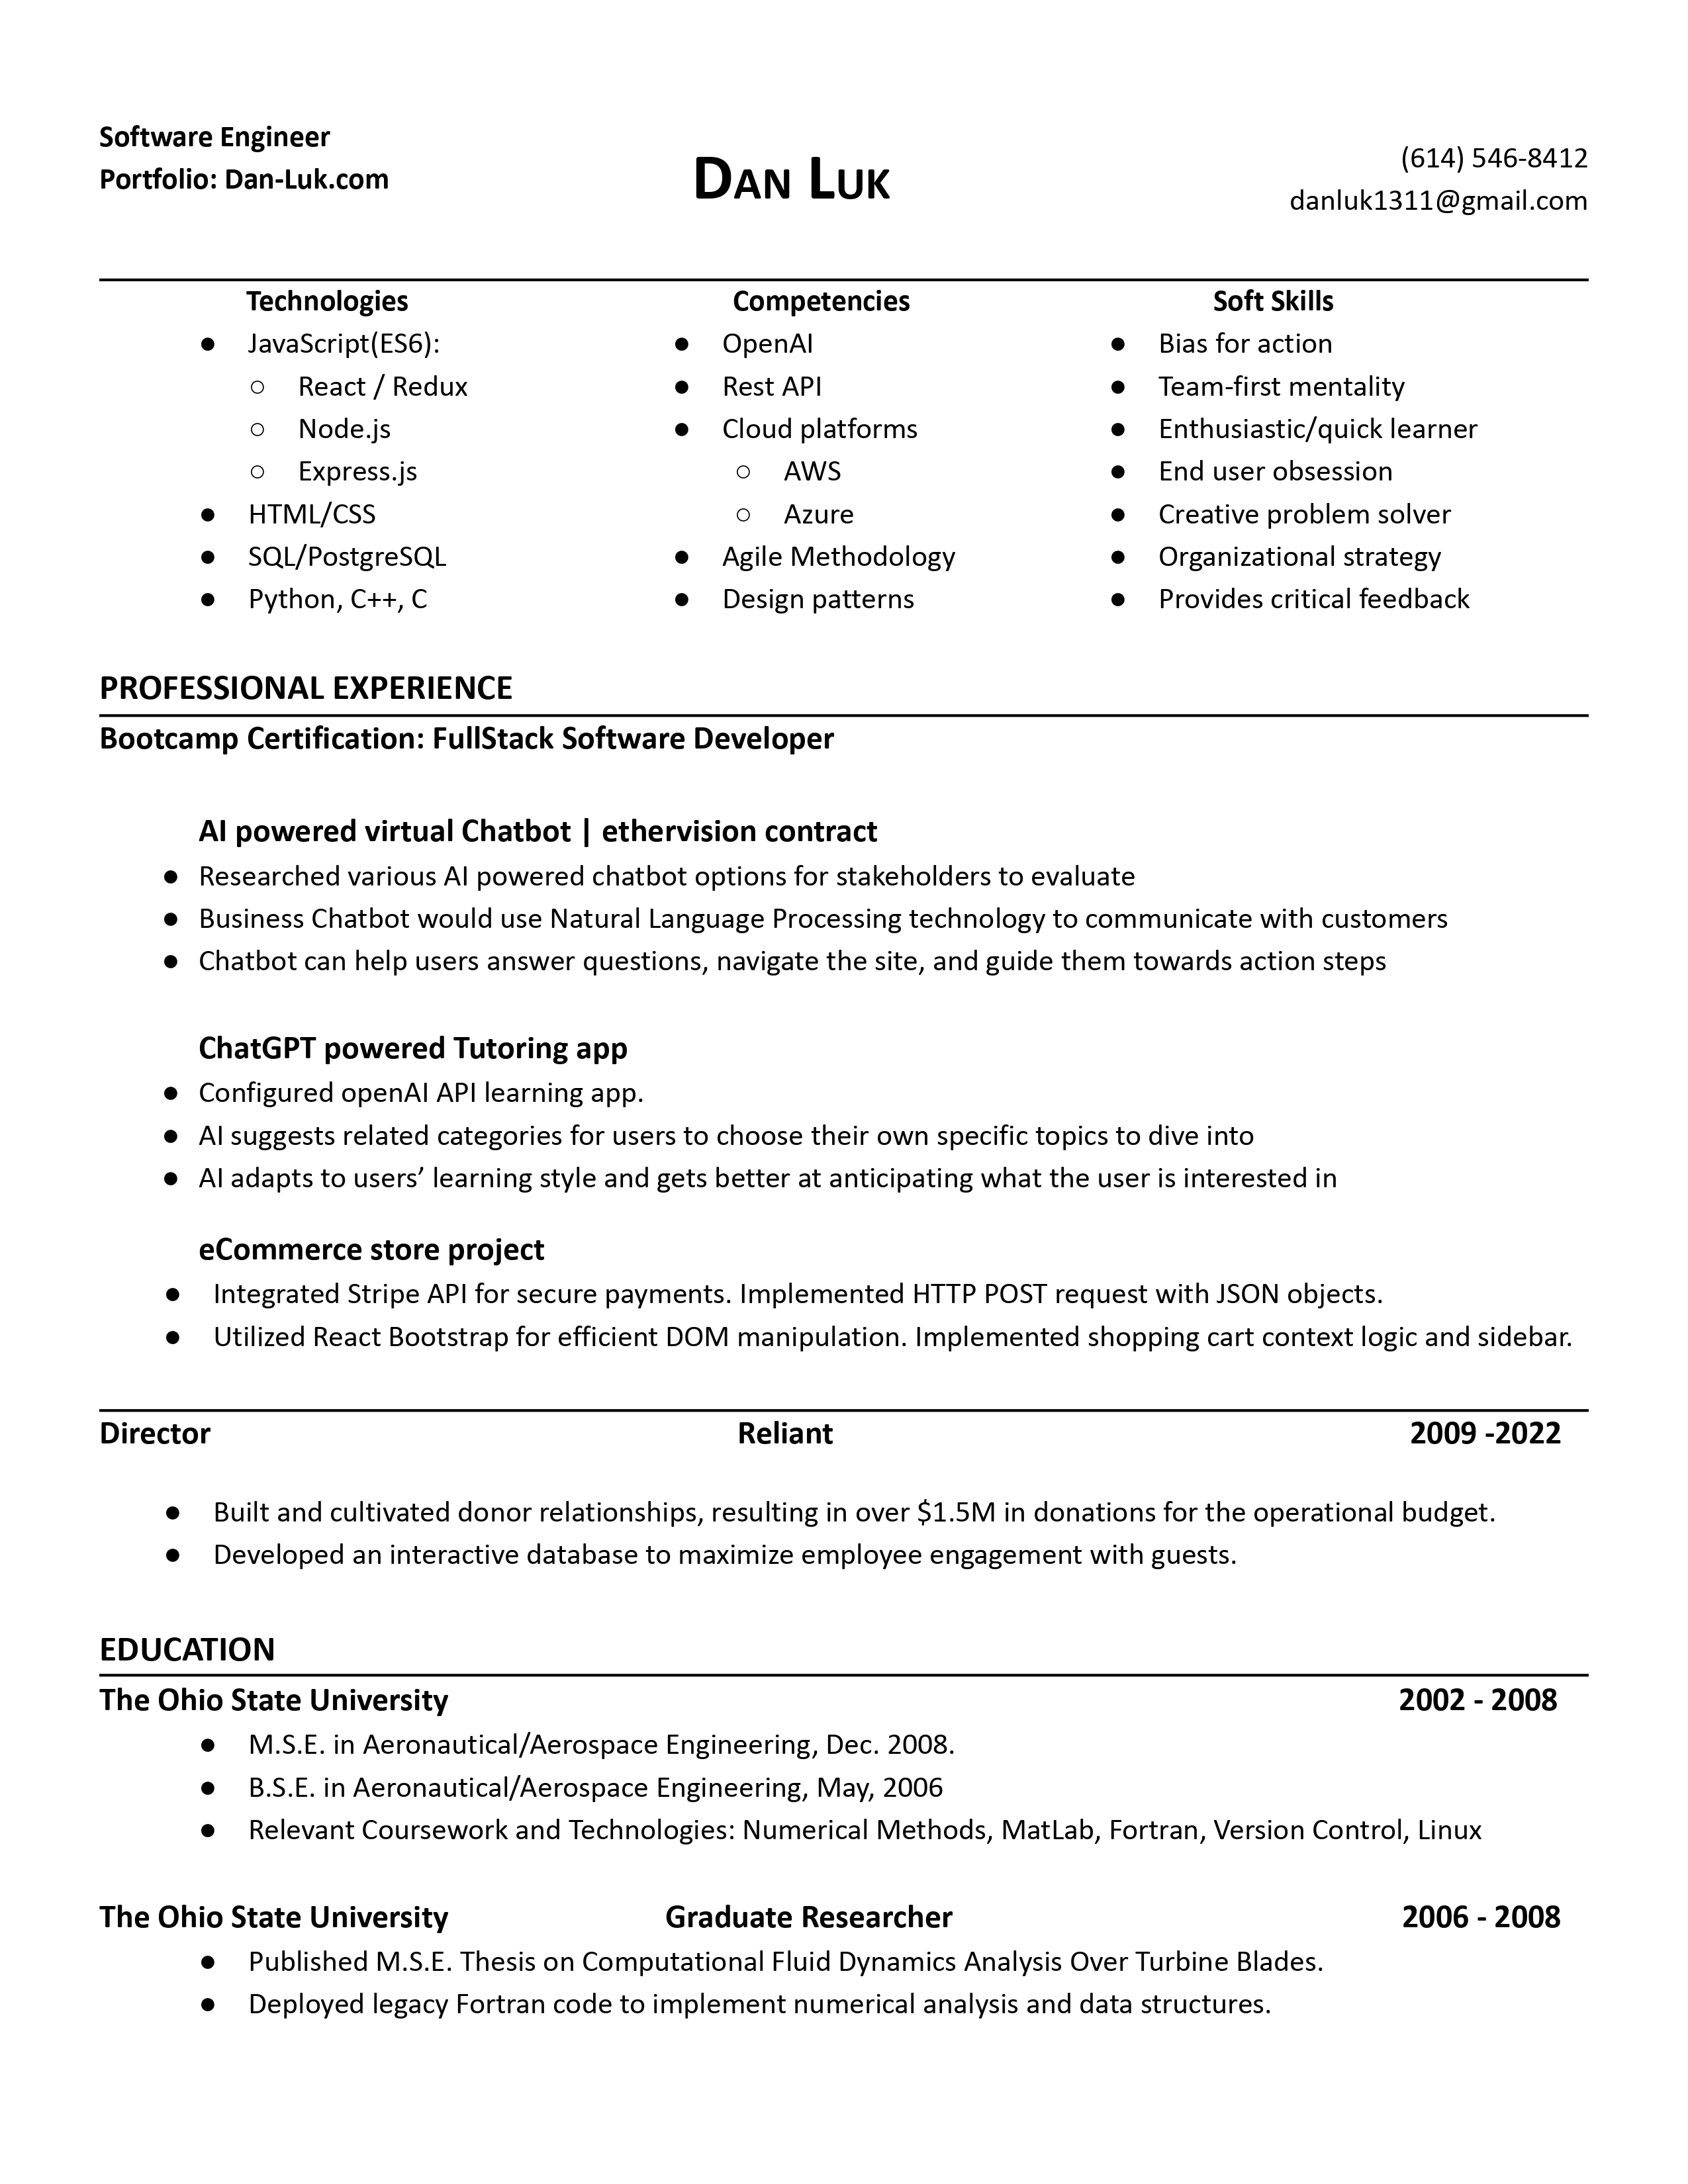 Software Engineer
Portfolio: Dan-Luk.com
DAN LUK
(614) 546-8412
danluk1311@gmail.com
Technologies
● JavaScript(ES6):
○ React / Redux
○ Node.js
○ Express.js
● HTML/CSS
● SQL/PostgreSQL
● Python, C++, C
Competencies
● OpenAI
● Rest API
● Cloud platforms
○ AWS
○ Azure
● Agile Methodology
● Design patterns
Soft Skills
● Bias for action
● Team-first mentality
● Enthusiastic/quick learner
● End user obsession
● Creative problem solver
● Organizational strategy
● Provides critical feedback
PROFESSIONAL EXPERIENCE
Bootcamp Certification: FullStack Software Developer
AI powered virtual Chatbot | ethervision contract
● Researched various AI powered chatbot options for stakeholders to evaluate
● Business Chatbot would use Natural Language Processing technology to communicate with customers
● Chatbot can help users answer questions, navigate the site, and guide them towards action steps
ChatGPT powered Tutoring app
● Configured openAI API learning app.
● AI suggests related categories for users to choose their own specific topics to dive into
● AI adapts to users’ learning style and gets better at anticipating what the user is interested in
eCommerce store project
● Integrated Stripe API for secure payments. Implemented HTTP POST request with JSON objects.
● Utilized React Bootstrap for efficient DOM manipulation. Implemented shopping cart context logic and sidebar.
Director Reliant 2009 -2022
● Built and cultivated donor relationships, resulting in over $1.5M in donations for the operational budget.
● Developed an interactive database to maximize employee engagement with guests.
EDUCATION
The Ohio State University 2002 - 2008
● M.S.E. in Aeronautical/Aerospace Engineering, Dec. 2008.
● B.S.E. in Aeronautical/Aerospace Engineering, May, 2006
● Relevant Coursework and Technologies: Numerical Methods, MatLab, Fortran, Version Control, Linux
The Ohio State University Graduate Researcher 2006 - 2008
● Published M.S.E. Thesis on Computational Fluid Dynamics Analysis Over Turbine Blades.
● Deployed legacy Fortran code to implement numerical analysis and data structures.